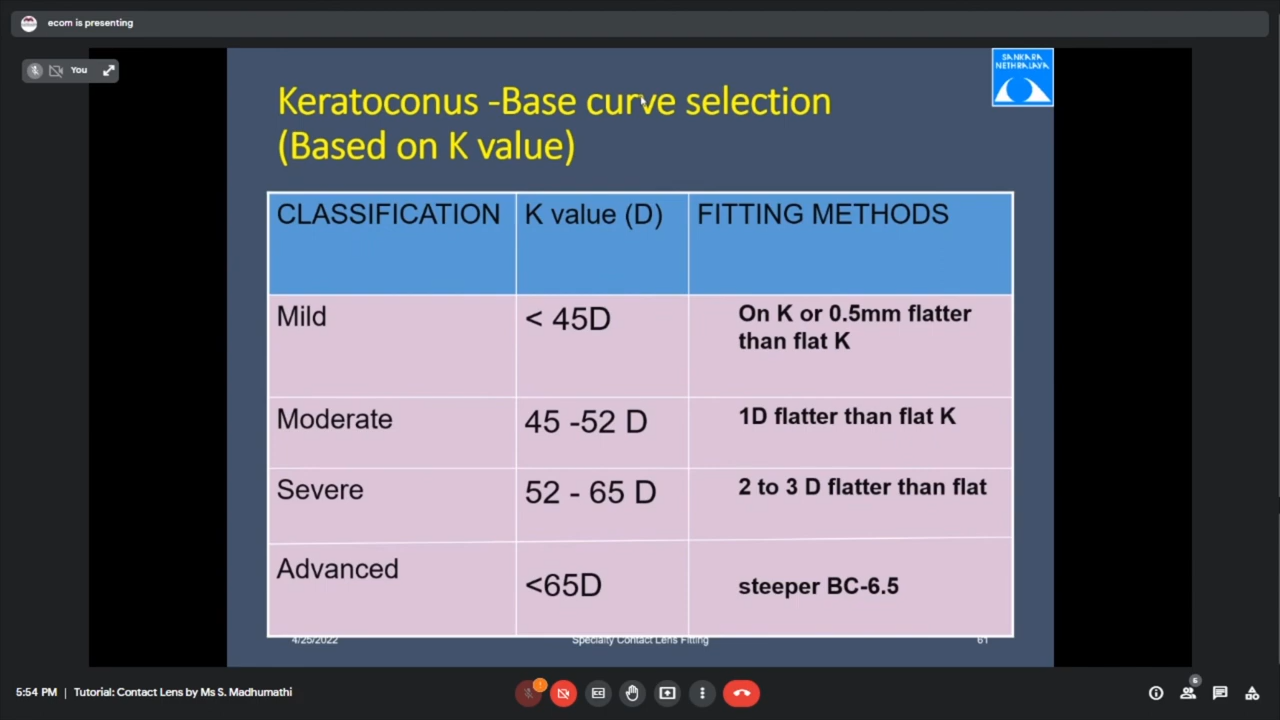 ecom is presenting
You
SANKARA
NETHRALAYA
Keratoconus -Base curve selection
(Based on K value)
CLASSIFICATION K value (D) FITTING METHODS
Mild < 45D On K or 0.5mm flatter
than flat K
Moderate 45 -52 D 1D flatter than flat K
Severe 52 - 65 D 2 to 3 D flatter than flat
Advanced <65D steeper BC-6.5
4/25/2022 Specialty Contact Lens Fitting 61
5:54 PM | Tutorial: Contact Lens by Ms S. Madhumathi
6